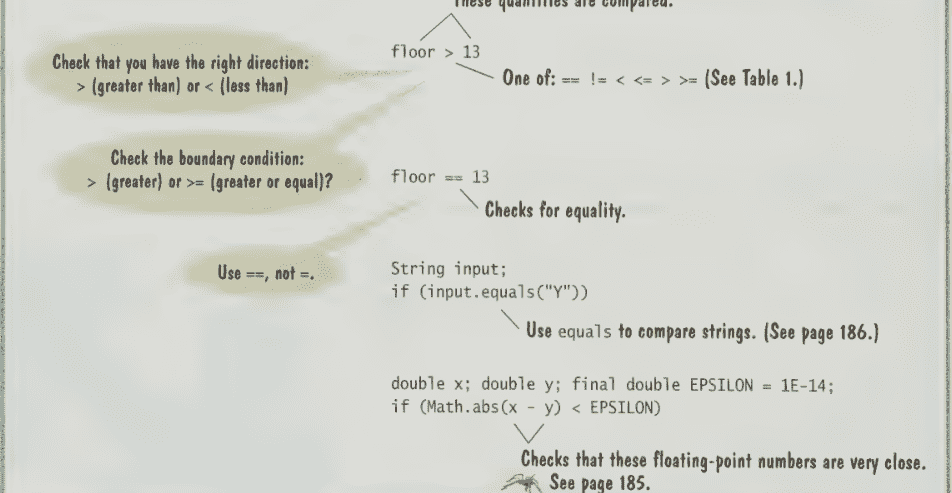 These quantities are compared.
floor > 13
Check that you have the right direction:
> (greater than) or < (less than)
One of: == != < <= > >= (See Table 1.)
Check the boundary condition:
> (greater) or >= (greater or equal)?
floor == 13
Checks for equality.
Use ==, not =.
String input;
if (input.equals("Y"))
Use equals to compare strings. (See page 186.)
double x; double y; final double EPSILON = 1E-14;
if (Math.abs(x - y) < EPSILON)
Checks that these floating-point numbers are very close.
See page 185.